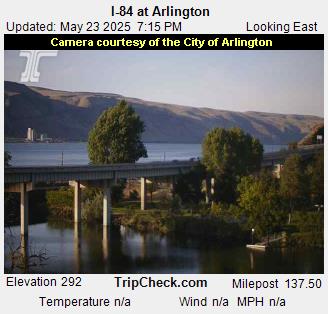 I-84 at Arlington
Updated: May 23 2025 7:15 PM Looking East
Camera courtesy of the City of Arlington
Elevation 292 TripCheck.com Milepost 137.50
Temperature n/a Wind n/a MPH n/a